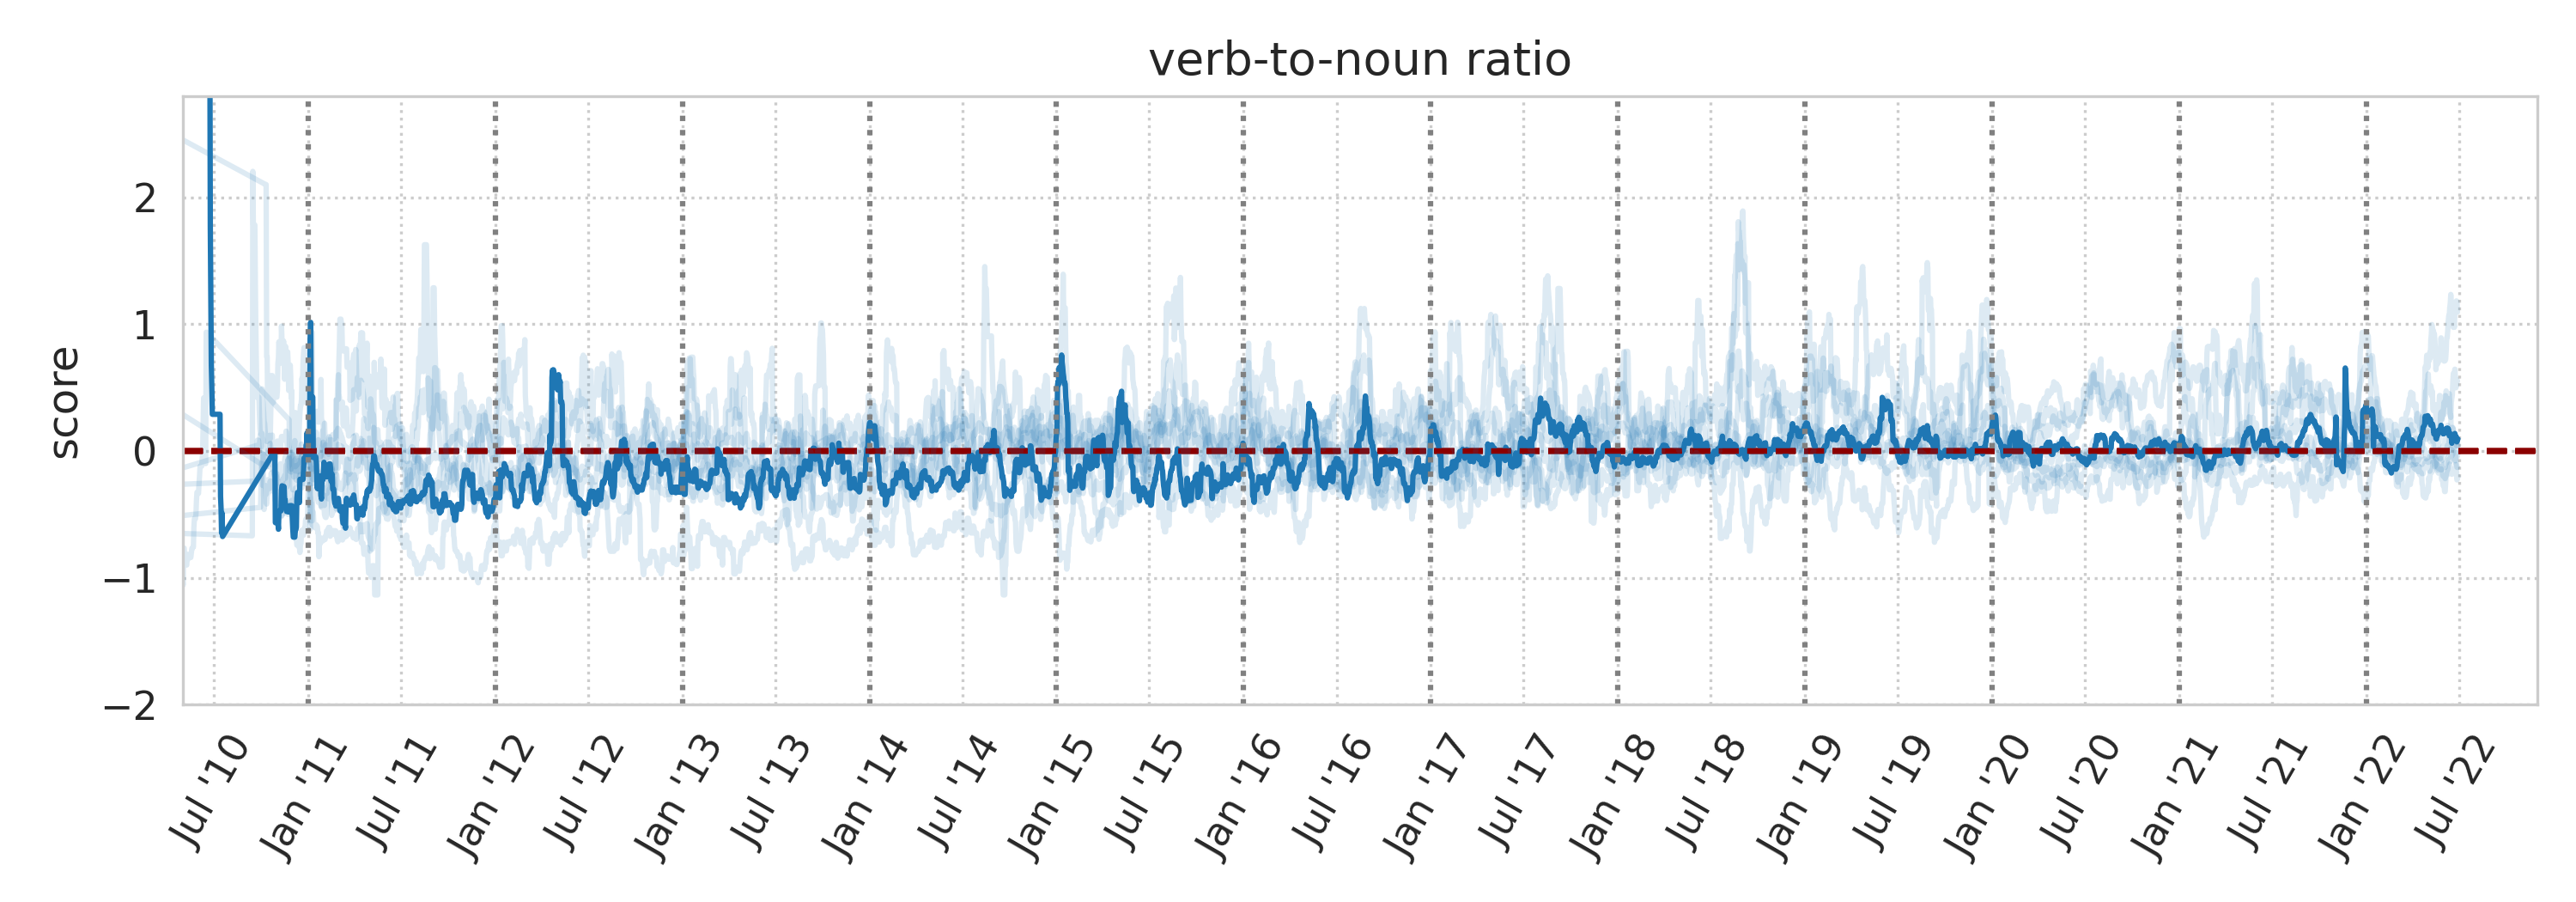 verb-to-noun ratio
score
2
1
0
−1
−2
Jul '10
Jan '11
Jul '11
Jan '12
Jul '12
Jan '13
Jul '13
Jan '14
Jul '14
Jan '15
Jul '15
Jan '16
Jul '16
Jan '17
Jul '17
Jan '18
Jul '18
Jan '19
Jul '19
Jan '20
Jul '20
Jan '21
Jul '21
Jan '22
Jul '22